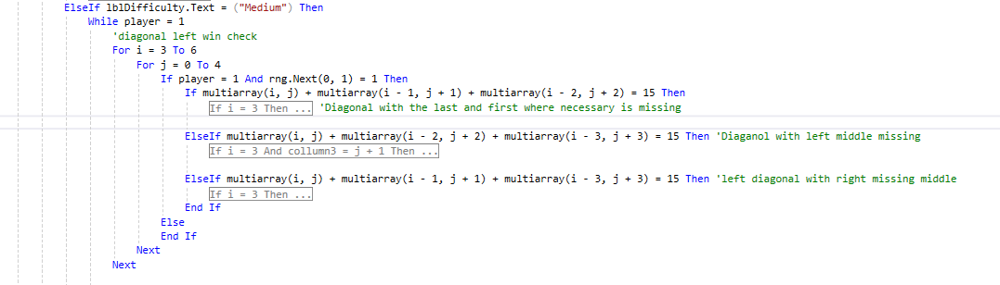 ElseIf lblDifficulty.Text = ("Medium") Then
While player = 1
'diagonal left win check
For i = 3 To 6
For j = 0 To 4
If player = 1 And rng.Next(0, 1) = 1 Then
If multiarray(i, j) + multiarray(i - 1, j + 1) + multiarray(i - 2, j + 2) = 15 Then
If i = 3 Then ... 'Diagonal with the last and first where necessary is missing
ElseIf multiarray(i, j) + multiarray(i - 2, j + 2) + multiarray(i - 3, j + 3) = 15 Then 'Diaganol with left middle missing
If i = 3 And collumn3 = j + 1 Then ...
ElseIf multiarray(i, j) + multiarray(i - 1, j + 1) + multiarray(i - 3, j + 3) = 15 Then 'left diagonal with right missing middle
If i = 3 Then ...
End If
Else
End If
Next
Next